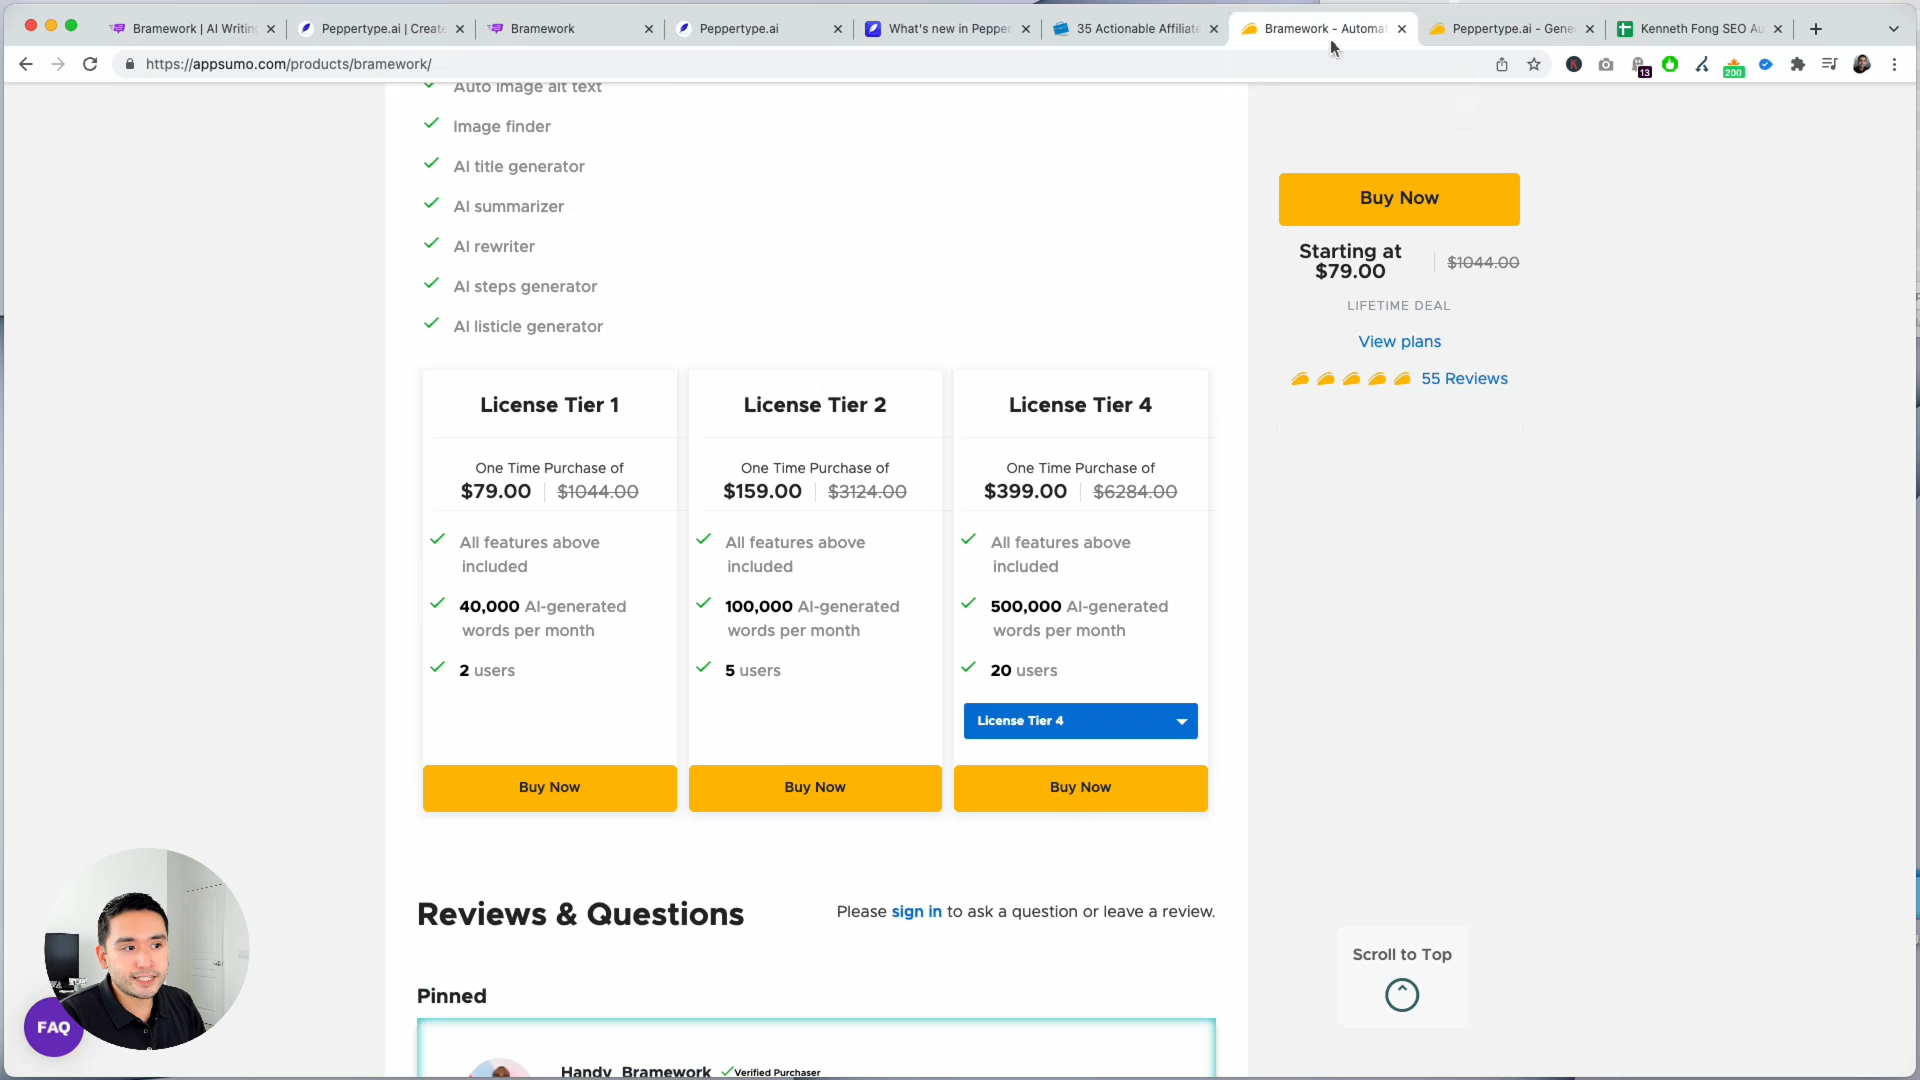 Bramework | AI Writing
Peppertype.ai | Create
Bramework
Peppertype.ai
What's new in Pepper
35 Actionable Affiliate
Bramework - Automat
Peppertype.ai - Gene
Kenneth Fong SEO Au
https://appsumo.com/products/bramework/
13
200
Auto image alt text
Image finder
AI title generator
AI summarizer
AI rewriter
AI steps generator
AI listicle generator
Buy Now
Starting at
$79.00
$1044.00
LIFETIME DEAL
View plans
55 Reviews
License Tier 1
One Time Purchase of
$79.00 $1044.00
All features above
included
40,000 AI-generated
words per month
2 users
Buy Now
License Tier 2
One Time Purchase of
$159.00 $3124.00
All features above
included
100,000 AI-generated
words per month
5 users
Buy Now
License Tier 4
One Time Purchase of
$399.00 $6284.00
All features above
included
500,000 AI-generated
words per month
20 users
License Tier 4
Buy Now
Reviews & Questions
Please sign in to ask a question or leave a review.
Scroll to Top
Pinned
FAQ
Handy_Bramework Verified Purchaser